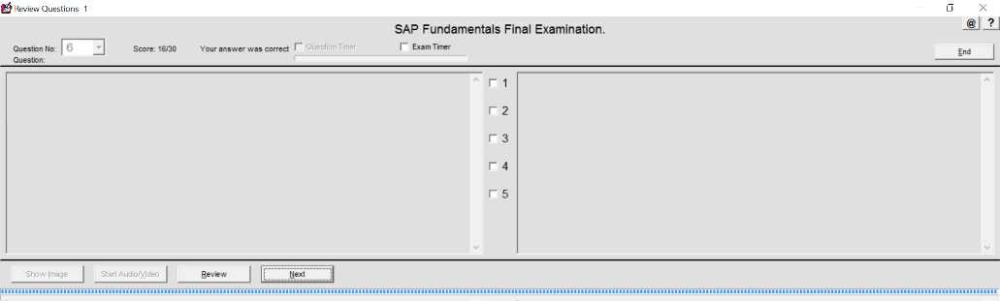 Review Questions 1
SAP Fundamentals Final Examination.
@ ?
Question No: 6 Score: 16/30 Your answer was correct Question Timer Exam Timer
End
Question:
1
2
3
4
5
Show Image Start Audio/Video Review Next